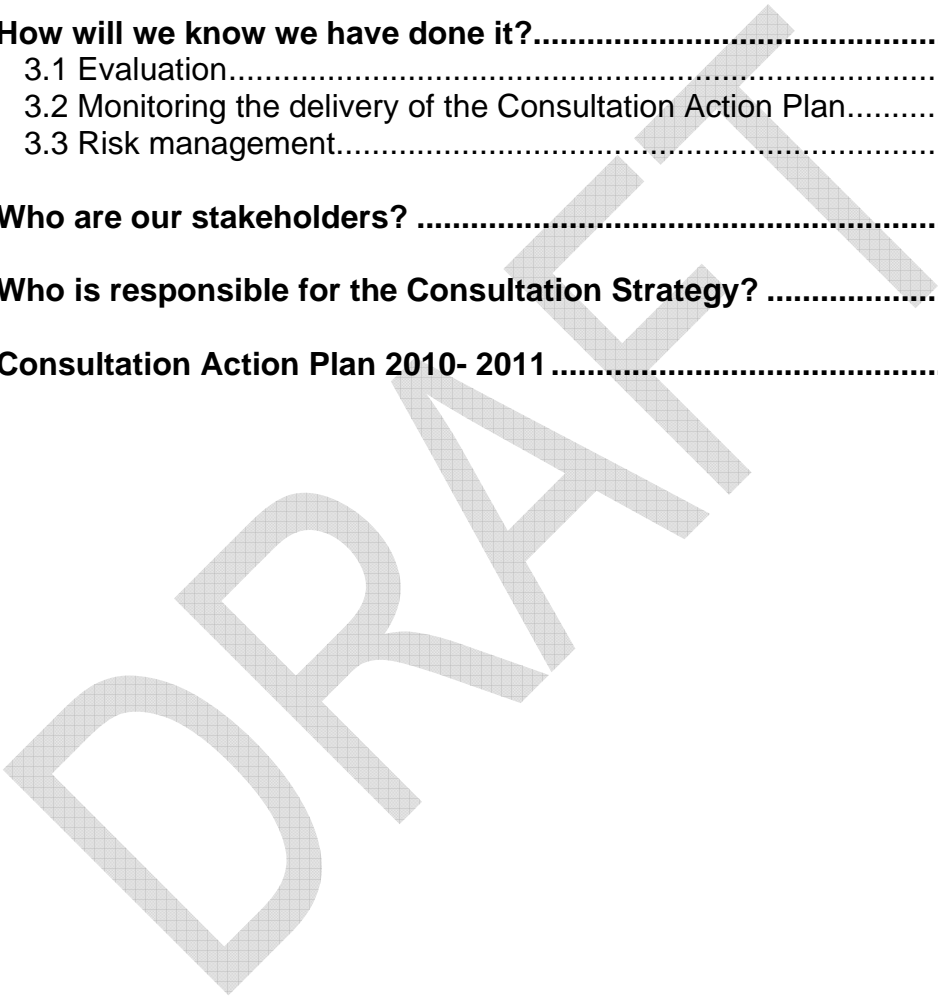 How will we know we have done it?.............................................
3.1 Evaluation...............................................................................
3.2 Monitoring the delivery of the Consultation Action Plan..........
3.3 Risk management...................................................................
Who are our stakeholders? ..........................................................
Who is responsible for the Consultation Strategy? ...................
Consultation Action Plan 2010- 2011 ...........................................
DRAFT